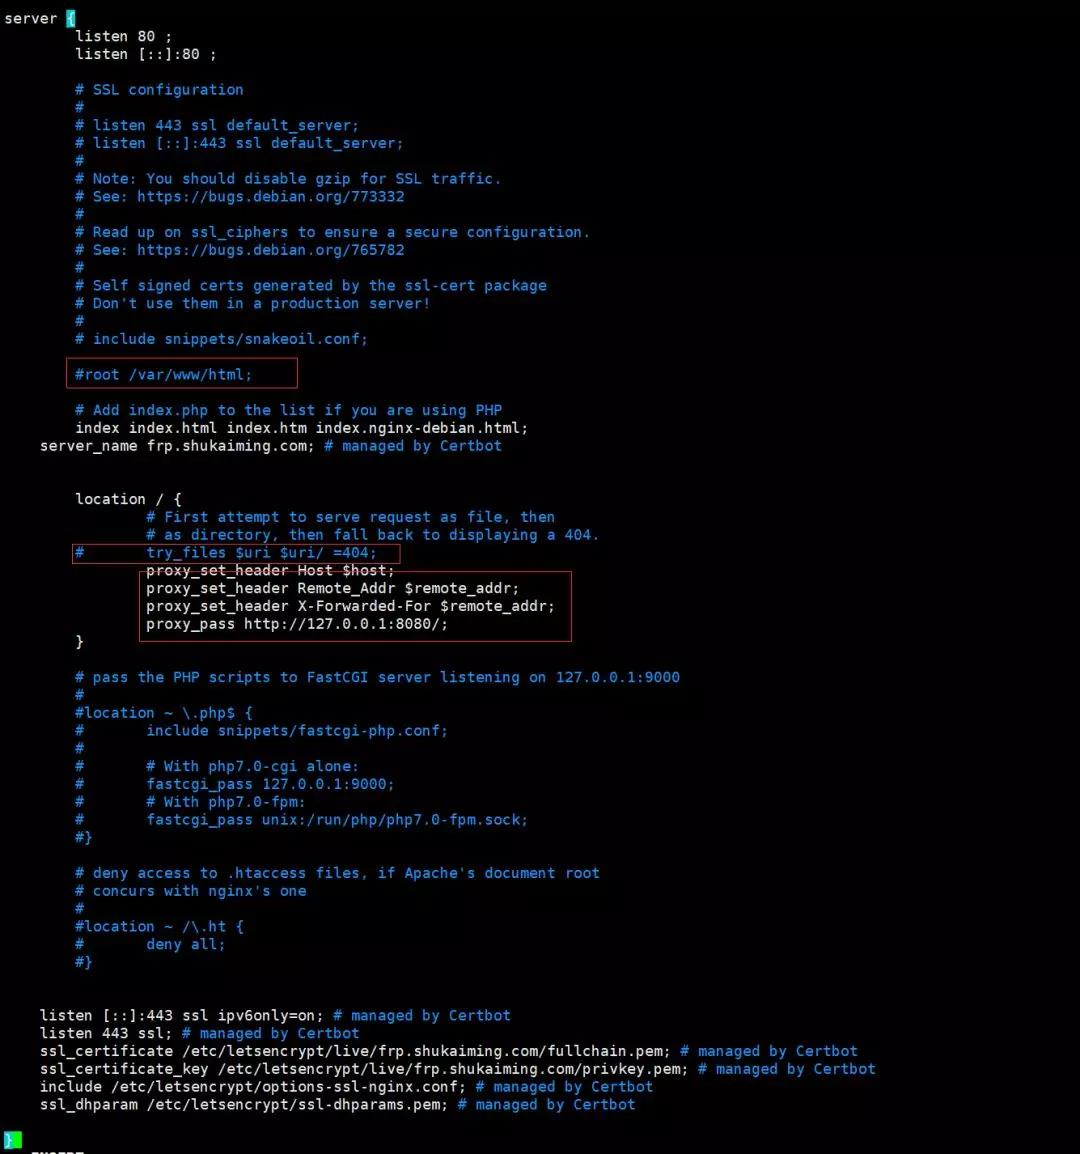 server {
listen 80 ;
listen [::]:80 ;
# SSL configuration
#
# listen 443 ssl default_server;
# listen [::]:443 ssl default_server;
#
# Note: You should disable gzip for SSL traffic.
# See: https://bugs.debian.org/773332
#
# Read up on ssl_ciphers to ensure a secure configuration.
# See: https://bugs.debian.org/765782
#
# Self signed certs generated by the ssl-cert package
# Don't use them in a production server!
#
# include snippets/snakeoil.conf;
#root /var/www/html;
# Add index.php to the list if you are using PHP
index index.html index.htm index.nginx-debian.html;
server_name frp.shukaiming.com; # managed by Certbot
location / {
# First attempt to serve request as file, then
# as directory, then fall back to displaying a 404.
# try_files $uri $uri/ =404;
proxy_set_header Host $host;
proxy_set_header Remote_Addr $remote_addr;
proxy_set_header X-Forwarded-For $remote_addr;
proxy_pass http://127.0.0.1:8080/;
}
# pass the PHP scripts to FastCGI server listening on 127.0.0.1:9000
#
#location ~ \.php$ {
# include snippets/fastcgi-php.conf;
#
# # With php7.0-cgi alone:
# fastcgi_pass 127.0.0.1:9000;
# # With php7.0-fpm:
# fastcgi_pass unix:/run/php/php7.0-fpm.sock;
#}
# deny access to .htaccess files, if Apache's document root
# concurs with nginx's one
#
#location ~ /\.ht {
# deny all;
#}
listen [::]:443 ssl ipv6only=on; # managed by Certbot
listen 443 ssl; # managed by Certbot
ssl_certificate /etc/letsencrypt/live/frp.shukaiming.com/fullchain.pem; # managed by Certbot
ssl_certificate_key /etc/letsencrypt/live/frp.shukaiming.com/privkey.pem; # managed by Certbot
include /etc/letsencrypt/options-ssl-nginx.conf; # managed by Certbot
ssl_dhparam /etc/letsencrypt/ssl-dhparams.pem; # managed by Certbot
}